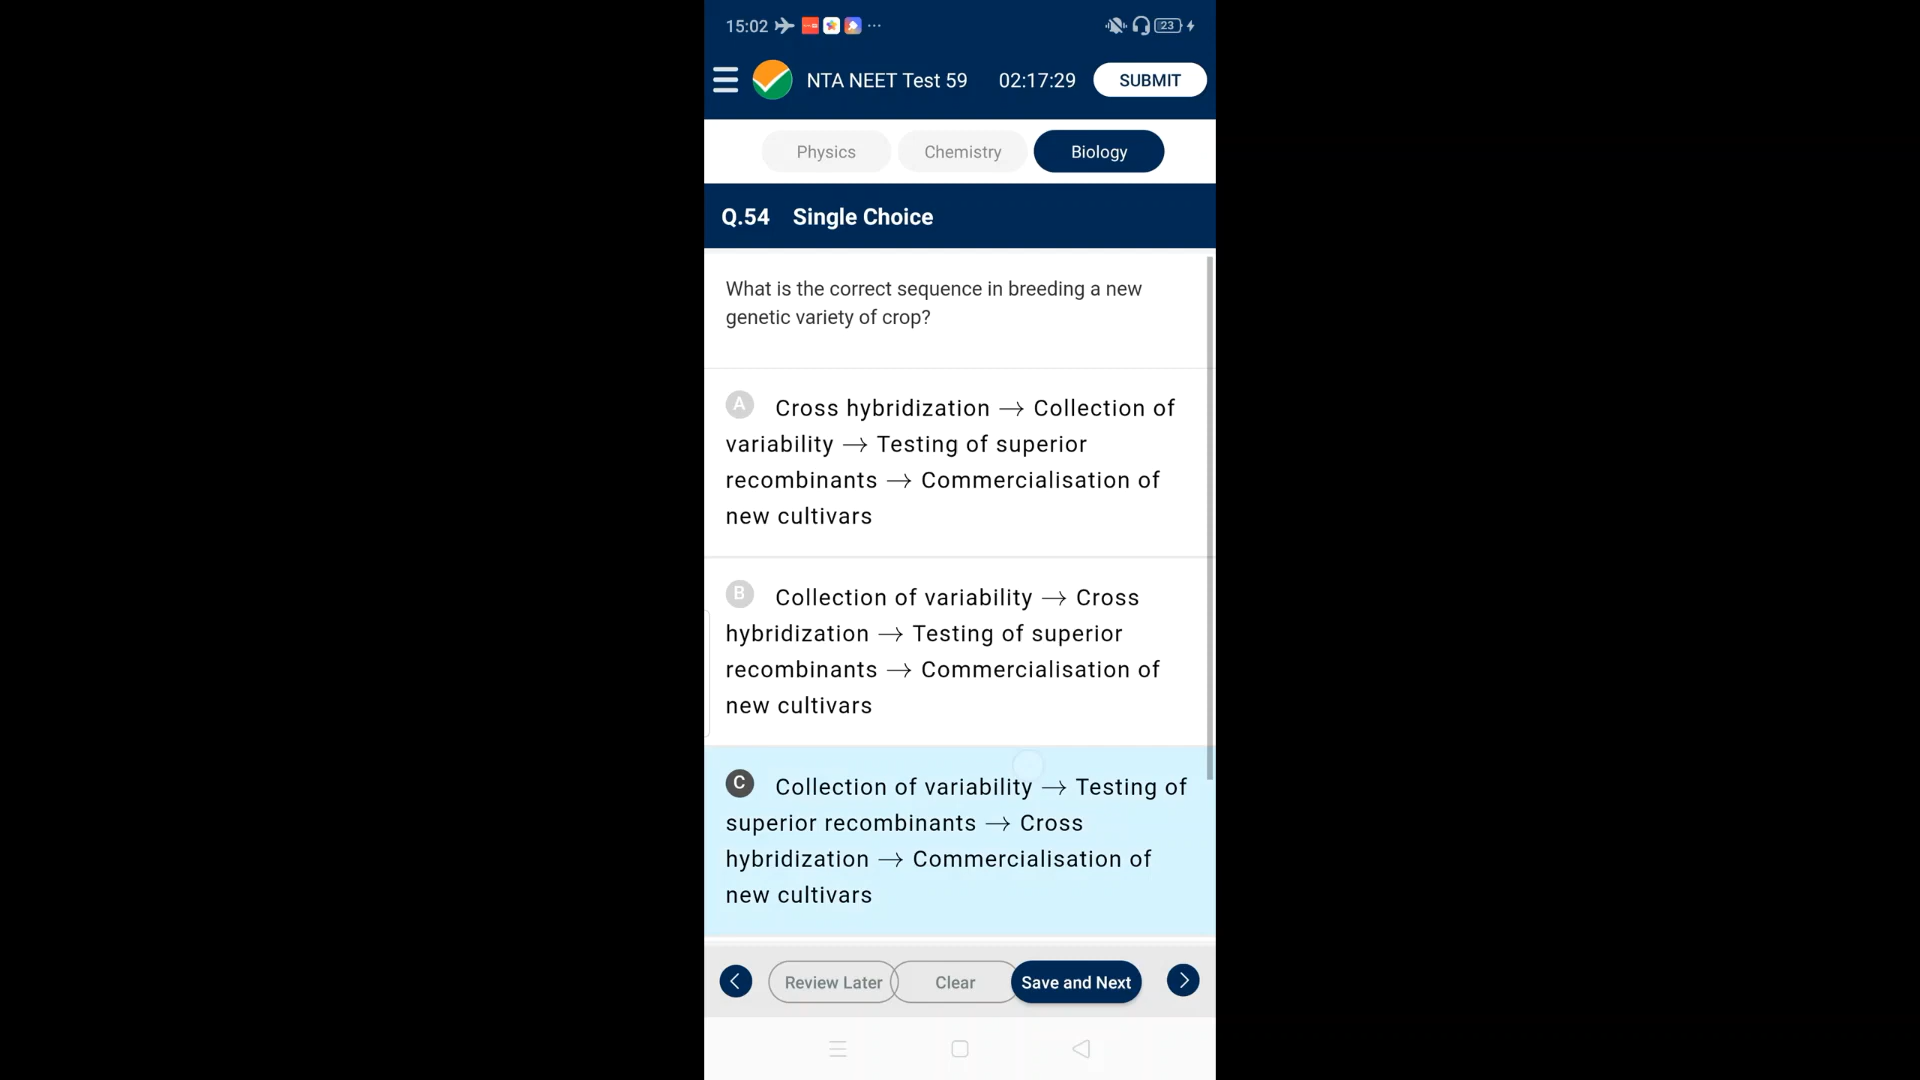 15:02 ... 23
NTA NEET Test 59 02:17:29 SUBMIT
Physics Chemistry Biology
Q.54 Single Choice
What is the correct sequence in breeding a new
genetic variety of crop?
A Cross hybridization → Collection of
variability → Testing of superior
recombinants → Commercialisation of
new cultivars
B Collection of variability → Cross
hybridization → Testing of superior
recombinants → Commercialisation of
new cultivars
C Collection of variability → Testing of
superior recombinants → Cross
hybridization → Commercialisation of
new cultivars
Review Later Clear Save and Next